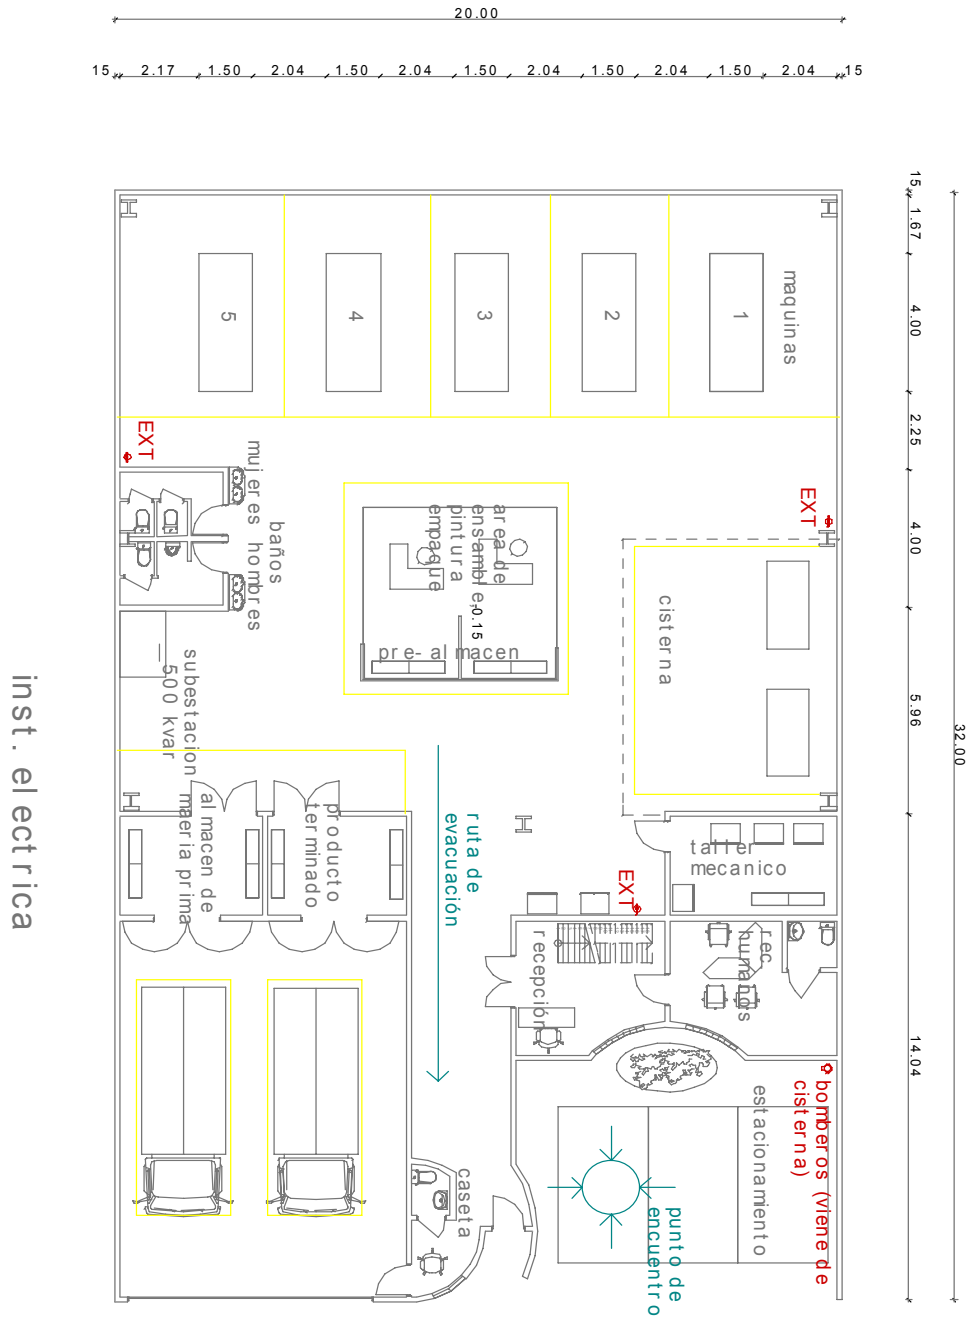 20.00
15 2.17 1.50 2.04 1.50 2.04 1.50 2.04 1.50 2.04 1.50 2.04 15
15 1.67 4.00 2.25 4.00 5.96 14.04
32.00
maquinas
1
2
3
4
5
EXT
EXT
EXT
mujeres hombres
baños
area de
ensamble,
pintura
empaque
-0.15
pre-almacen
cisterna
subestacion
500 kvar
almacen de
maeria prima
producto
terminado
ruta de
evacuación
taller
mecanico
rec
humanos
recepción
bomberos (viene de
cisterna)
estacionamiento
punto de
encuentro
caseta
inst. electrica